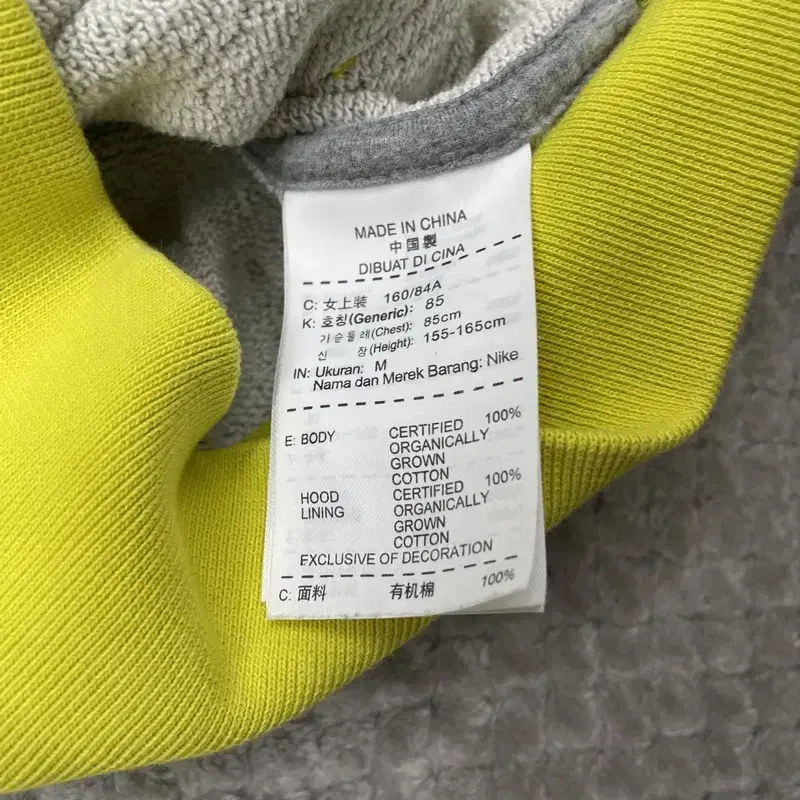 MADE IN CHINA
中国製
DIBUAT DI CINA
C: 女上装 160/84A
K: 호칭(Generic): 85
가슴둘레(Chest): 85cm
신 장(Height): 155-165cm
IN: Ukuran: M
Nama dan Merek Barang: Nike
E: BODY CERTIFIED 100%
ORGANICALLY
GROWN
COTTON
HOOD CERTIFIED 100%
LINING ORGANICALLY
GROWN
COTTON
EXCLUSIVE OF DECORATION
C: 面料 有机棉 100%